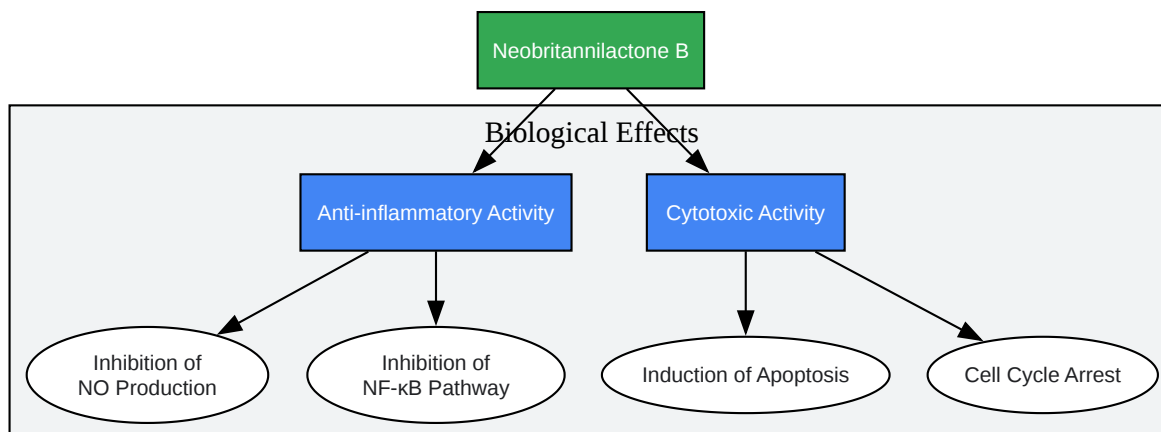 Neobritannilactone B
Biological Effects
Anti-inflammatory Activity
Cytotoxic Activity
Inhibition of
NO Production
Inhibition of
NF-κB Pathway
Induction of Apoptosis
Cell Cycle Arrest